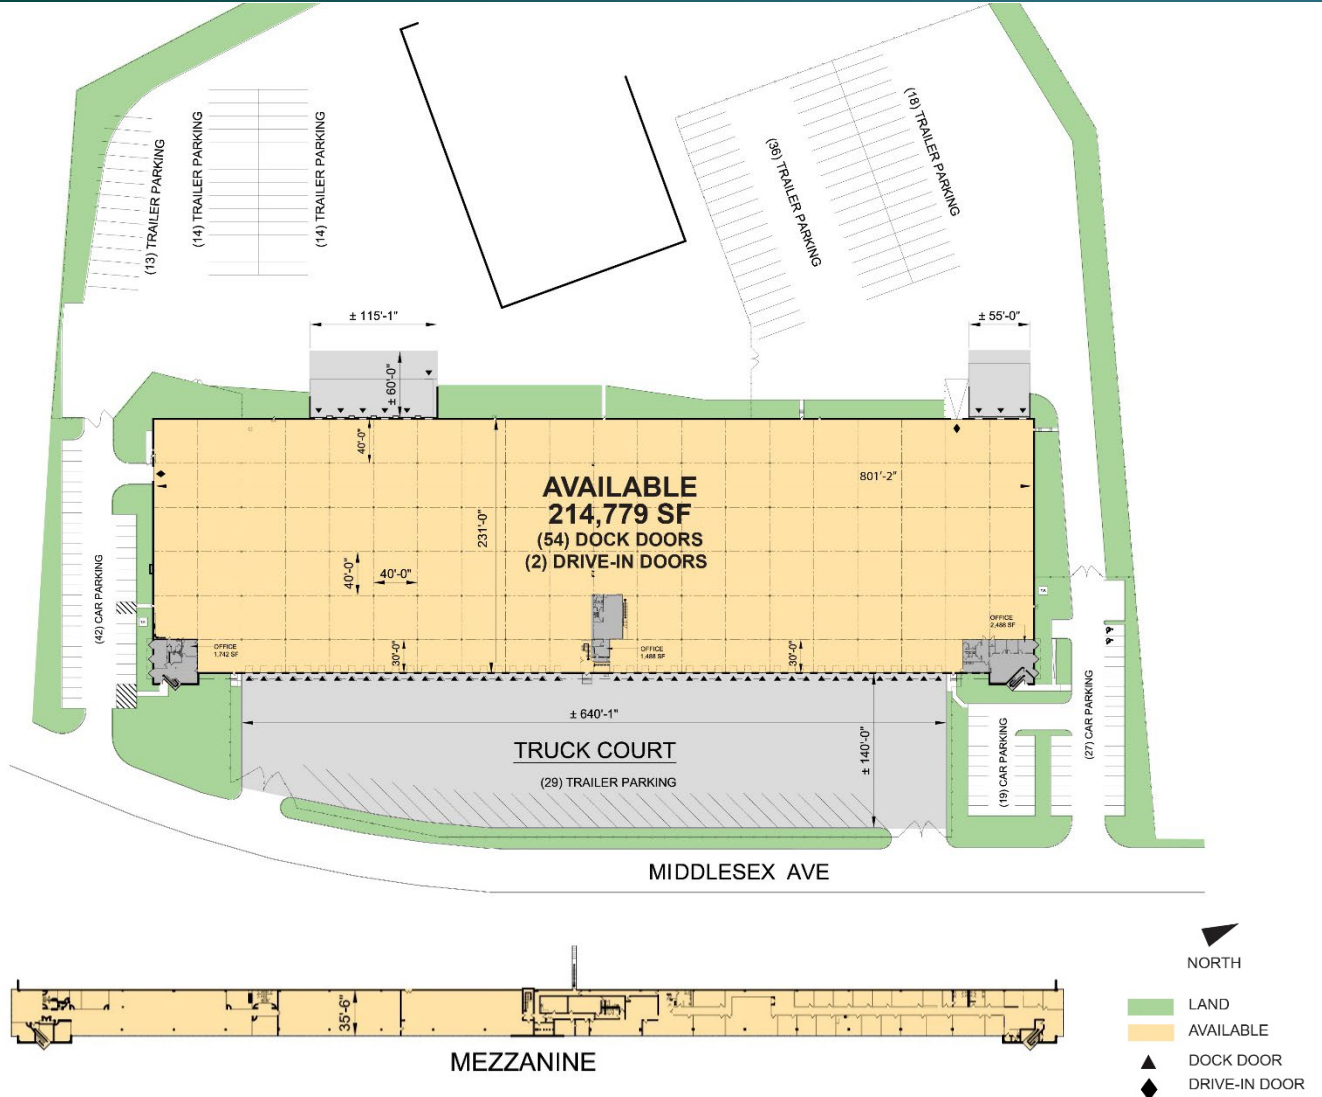 (13) TRAILER PARKING
(14) TRAILER PARKING
(14) TRAILER PARKING
(36) TRAILER PARKING
(18) TRAILER PARKING
± 115'-1"
± 55'-0"
± 60'-0"
40'-0"
231'-0"
801'-2"
AVAILABLE
214,779 SF
(54) DOCK DOORS
(2) DRIVE-IN DOORS
40'-0"
40'-0"
(42) CAR PARKING
OFFICE
1,742 SF
30'-0"
OFFICE
1,488 SF
30'-0"
OFFICE
2,488 SF
± 640'-1"
TRUCK COURT
(29) TRAILER PARKING
± 140'-0"
(19) CAR PARKING
(27) CAR PARKING
MIDDLESEX AVE
NORTH
35'-6"
MEZZANINE
LAND
AVAILABLE
DOCK DOOR
DRIVE-IN DOOR